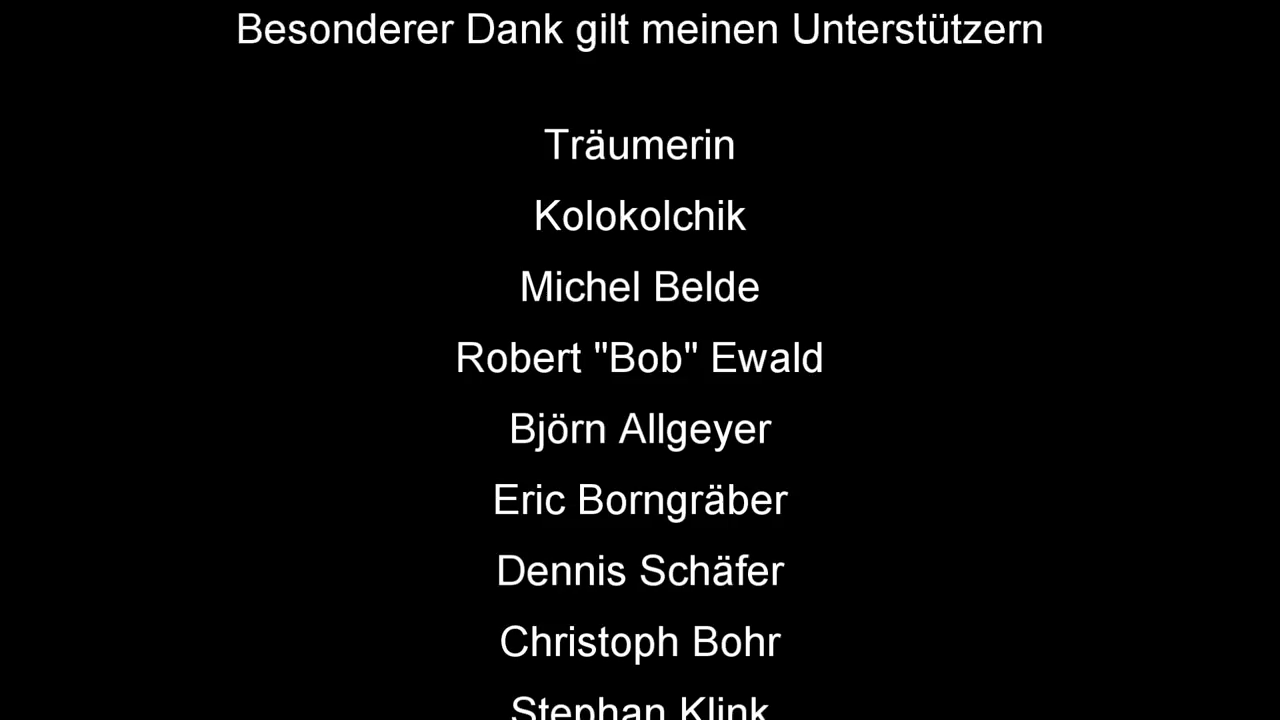 Besonderer Dank gilt meinen Unterstützern
Träumerin
Kolokolchik
Michel Belde
Robert "Bob" Ewald
Björn Allgeyer
Eric Borngräber
Dennis Schäfer
Christoph Bohr
Stephan Klink